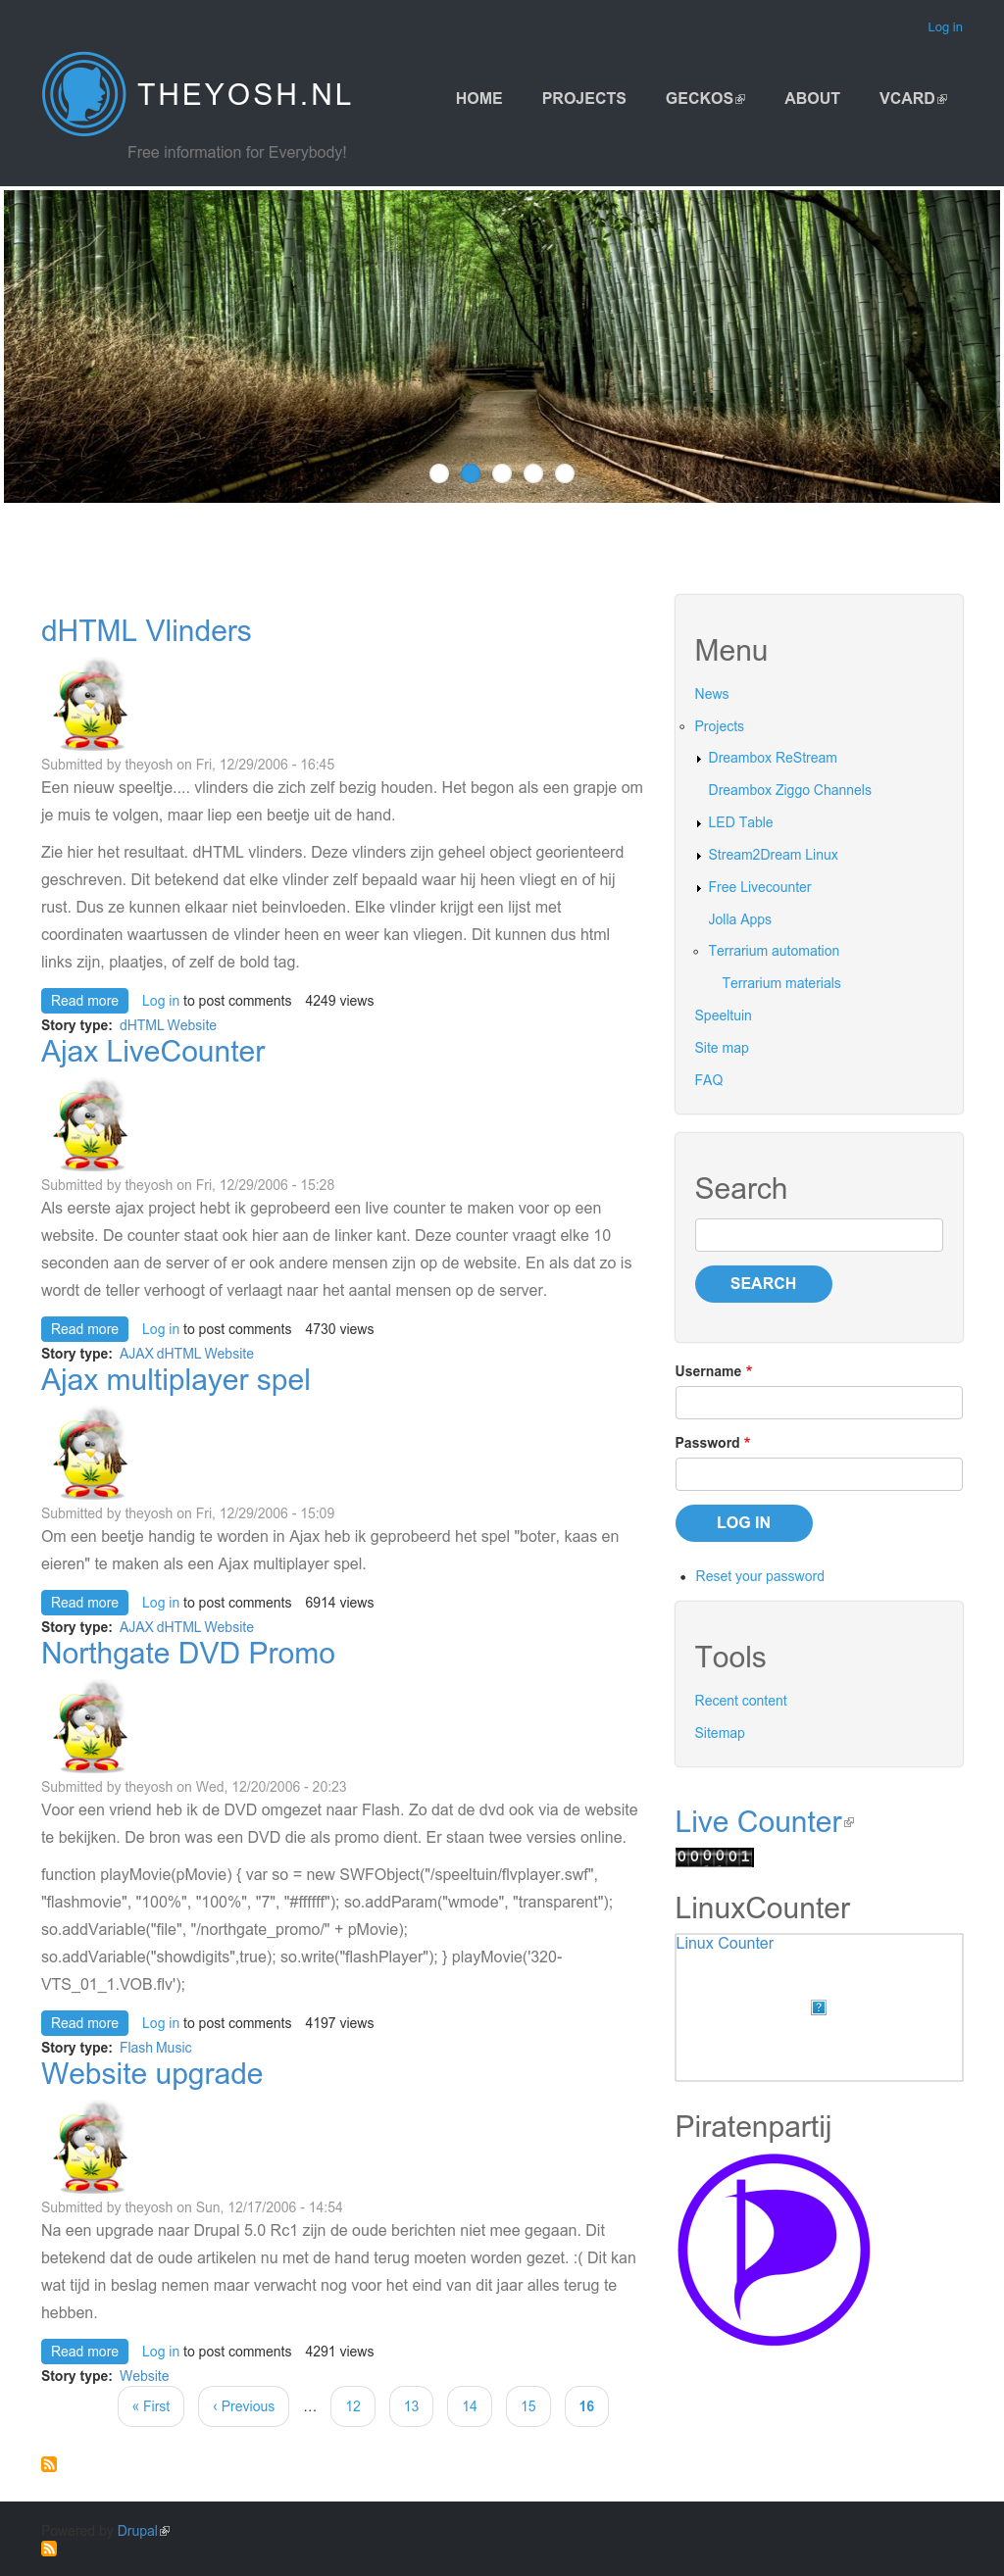 Log in
THEYOSH.NL
HOME PROJECTS GECKOS ABOUT VCARD
Free information for Everybody!
dHTML Vlinders
Submitted by theyosh on Fri, 12/29/2006 - 16:45
Een nieuw speeltje.... vlinders die zich zelf bezig houden. Het begon als een grapje om
je muis te volgen, maar liep een beetje uit de hand.
Zie hier het resultaat. dHTML vlinders. Deze vlinders zijn geheel object georienteerd
geschreven. Dit betekend dat elke vlinder zelf bepaald waar hij heen vliegt en of hij
rust. Dus ze kunnen elkaar niet beinvloeden. Elke vlinder krijgt een lijst met
coordinaten waartussen de vlinder heen en weer kan vliegen. Dit kunnen dus html
links zijn, plaatjes, of zelf de bold tag.
Read more Log in to post comments 4249 views
Story type: dHTML Website
Ajax LiveCounter
Submitted by theyosh on Fri, 12/29/2006 - 15:28
Als eerste ajax project hebt ik geprobeerd een live counter te maken voor op een
website. De counter staat ook hier aan de linker kant. Deze counter vraagt elke 10
seconden aan de server of er ook andere mensen zijn op de website. En als dat zo is
wordt de teller verhoogt of verlaagt naar het aantal mensen op de server.
Read more Log in to post comments 4730 views
Story type: AJAX dHTML Website
Ajax multiplayer spel
Submitted by theyosh on Fri, 12/29/2006 - 15:09
Om een beetje handig te worden in Ajax heb ik geprobeerd het spel "boter, kaas en
eieren" te maken als een Ajax multiplayer spel.
Read more Log in to post comments 6914 views
Story type: AJAX dHTML Website
Northgate DVD Promo
Submitted by theyosh on Wed, 12/20/2006 - 20:23
Voor een vriend heb ik de DVD omgezet naar Flash. Zo dat de dvd ook via de website
te bekijken. De bron was een DVD die als promo dient. Er staan twee versies online.
function playMovie(pMovie) { var so = new SWFObject("/speeltuin/flvplayer.swf",
"flashmovie", "100%", "100%", "7", "#ffffff"); so.addParam("wmode", "transparent");
so.addVariable("file", "/northgate_promo/" + pMovie);
so.addVariable("showdigits",true); so.write("flashPlayer"); } playMovie('320-
VTS_01_1.VOB.flv');
Read more Log in to post comments 4197 views
Story type: Flash Music
Website upgrade
Submitted by theyosh on Sun, 12/17/2006 - 14:54
Na een upgrade naar Drupal 5.0 Rc1 zijn de oude berichten niet mee gegaan. Dit
betekend dat de oude artikelen nu met de hand terug moeten worden gezet. :( Dit kan
wat tijd in beslag nemen maar verwacht nog voor het eind van dit jaar alles terug te
hebben.
Read more Log in to post comments 4291 views
Story type: Website
« First ‹ Previous … 12 13 14 15 16
Menu
News
Projects
Dreambox ReStream
Dreambox Ziggo Channels
LED Table
Stream2Dream Linux
Free Livecounter
Jolla Apps
Terrarium automation
Terrarium materials
Speeltuin
Site map
FAQ
Search
SEARCH
Username *
Password *
LOG IN
Reset your password
Tools
Recent content
Sitemap
Live Counter
000001
LinuxCounter
Linux Counter
Piratenpartij
Powered by Drupal